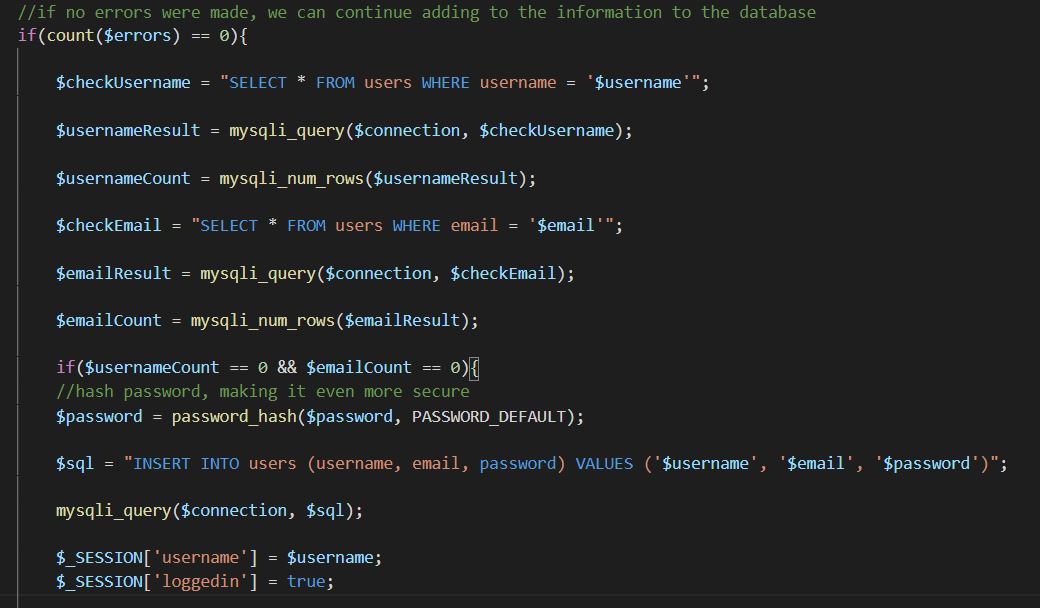 //if no errors were made, we can continue adding to the information to the database
if(count($errors) == 0){
$checkUsername = "SELECT * FROM users WHERE username = '$username'";
$usernameResult = mysqli_query($connection, $checkUsername);
$usernameCount = mysqli_num_rows($usernameResult);
$checkEmail = "SELECT * FROM users WHERE email = '$email'";
$emailResult = mysqli_query($connection, $checkEmail);
$emailCount = mysqli_num_rows($emailResult);
if($usernameCount == 0 && $emailCount == 0){
//hash password, making it even more secure
$password = password_hash($password, PASSWORD_DEFAULT);
$sql = "INSERT INTO users (username, email, password) VALUES ('$username', '$email', '$password')";
mysqli_query($connection, $sql);
$_SESSION['username'] = $username;
$_SESSION['loggedin'] = true;